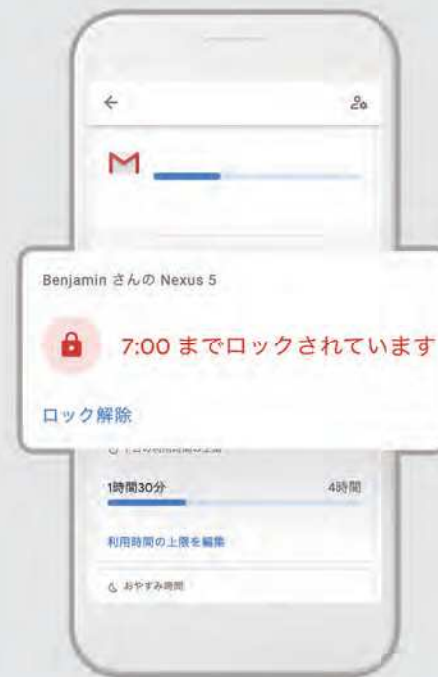 Benjamin さんの Nexus 5
7:00 までロックされています
ロック解除
1時間30分
4時間
利用時間の上限を編集
おやすみ時間